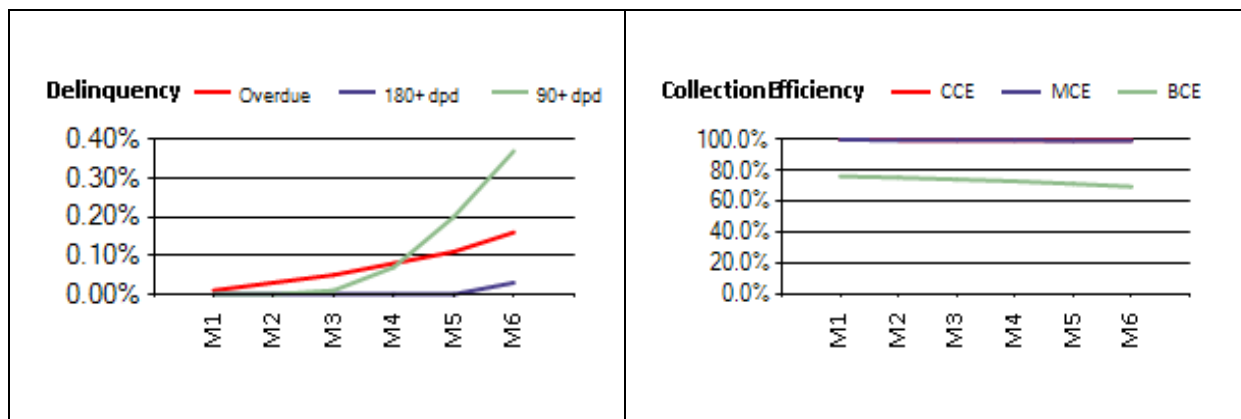 Delinquency Overdue 180+ dpd 90+ dpd
0.40%
0.30%
0.20%
0.10%
0.00%
M1 M2 M3 M4 M5 M6
CollectionEfficiency CCE MCE BCE
100.0%
80.0%
60.0%
40.0%
20.0%
0.0%
M1 M2 M3 M4 M5 M6